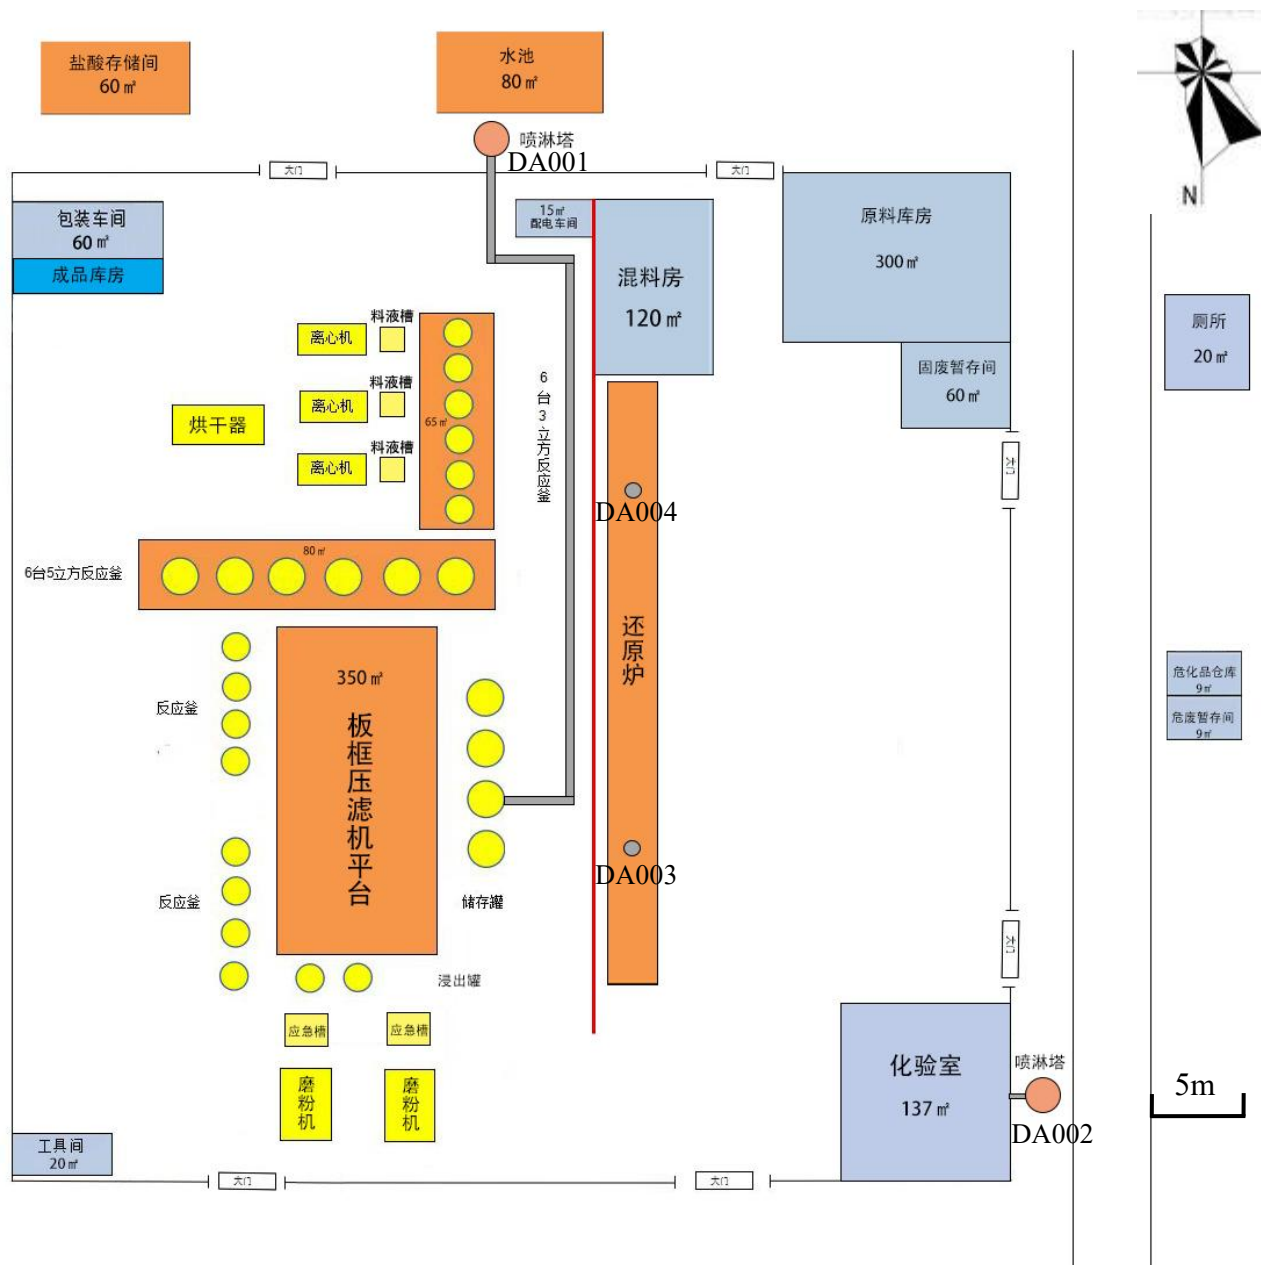 盐酸存储间
60㎡
水池
80㎡
喷淋塔
DA001
N
大门
大门
包装车间
60㎡
成品库房
15㎡
配电车间
混料房
120㎡
原料库房
300㎡
固废暂存间
60㎡
厕所
20㎡
料液槽
离心机
料液槽
离心机
料液槽
离心机
烘干器
65㎡
6台3立方反应釜
大门
DA004
80㎡
6台5立方反应釜
还原炉
350㎡
板框压滤机平台
反应釜
反应釜
储存罐
危化品仓库
9㎡
危废暂存间
9㎡
DA003
大门
浸出罐
应急槽
应急槽
磨粉机
磨粉机
化验室
137㎡
喷淋塔
DA002
5m
工具间
20㎡
大门
大门